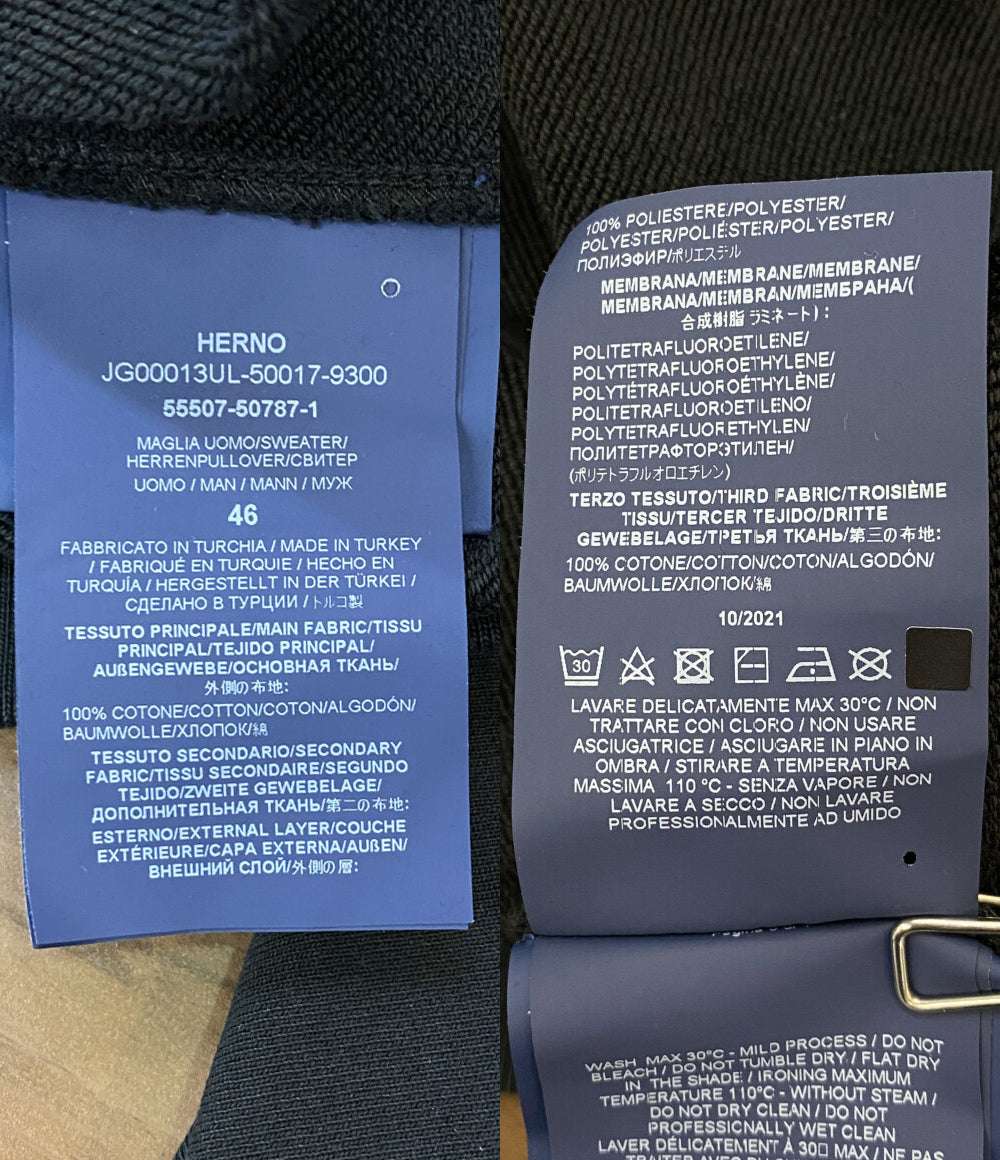 HERNO
JG00013UL-50017-9300
55507-50787-1
MAGLIA UOMO/SWEATER/
HERRENPULLOVER/СВИТЕР
UOMO / MAN / MANN / МУЖ
46
FABBRICATO IN TURCHIA / MADE IN TURKEY
/ FABRIQUÉ EN TURQUIE / HECHO EN
TURQUÍA / HERGESTELLT IN DER TÜRKEI /
СДЕЛАНО В ТУРЦИИ / トルコ製
TESSUTO PRINCIPALE/MAIN FABRIC/TISSU
PRINCIPAL/TEJIDO PRINCIPAL/
AUßENGEWEBE/ОСНОВНАЯ ТКАНЬ/
外側の布地:
100% COTONE/COTTON/COTON/ALGODÓN/
BAUMWOLLE/ХЛОПОК/綿
TESSUTO SECONDARIO/SECONDARY
FABRIC/TISSU SECONDAIRE/SEGUNDO
TEJIDO/ZWEITE GEWEBELAGE/
ДОПОЛНИТЕЛЬНАЯ ТКАНЬ/第二の布地:
ESTERNO/EXTERNAL LAYER/COUCHE
EXTÉRIEURE/CAPA EXTERNA/AUßEN/
ВНЕШНИЙ СЛОЙ/外側の層:
100% POLIESTERE/POLYESTER/
POLYESTER/POLIÉSTER/POLYESTER/
ПОЛИЭФИР/ポリエステル
MEMBRANA/MEMBRANE/MEMBRANE/
MEMBRANA/MEMBRAN/МЕМБРАНА/(
合成樹脂 ラミネート):
POLITETRAFLUOROETILENE/
POLYTETRAFLUOROETHYLENE/
POLYTÉTRAFLUOROÉTHYLÈNE/
POLITETRAFLUOROETILENO/
POLYTETRAFLUORETHYLEN/
ПОЛИТЕТРАФТОРЭТИЛЕН/
(ポリテトラフルオロエチレン)
TERZO TESSUTO/THIRD FABRIC/TROISIÈME
TISSU/TERCER TEJIDO/DRITTE
GEWEBELAGE/ТРЕТЬЯ ТКАНЬ/第三の布地:
100% COTONE/COTTON/COTON/ALGODÓN/
BAUMWOLLE/ХЛОПОК/綿
10/2021
30
LAVARE DELICATAMENTE MAX 30°C / NON
TRATTARE CON CLORO / NON USARE
ASCIUGATRICE / ASCIUGARE IN PIANO IN
OMBRA / STIRARE A TEMPERATURA
MASSIMA 110 °C - SENZA VAPORE / NON
LAVARE A SECCO / NON LAVARE
PROFESSIONALMENTE AD UMIDO
WASH MAX 30°C - MILD PROCESS / DO NOT
BLEACH / DO NOT TUMBLE DRY / FLAT DRY
IN THE SHADE / IRONING MAXIMUM
TEMPERATURE 110°C - WITHOUT STEAM /
DO NOT DRY CLEAN / DO NOT
PROFESSIONALLY WET CLEAN
LAVER DÉLICATEMENT À 30□ MAX / NE PAS